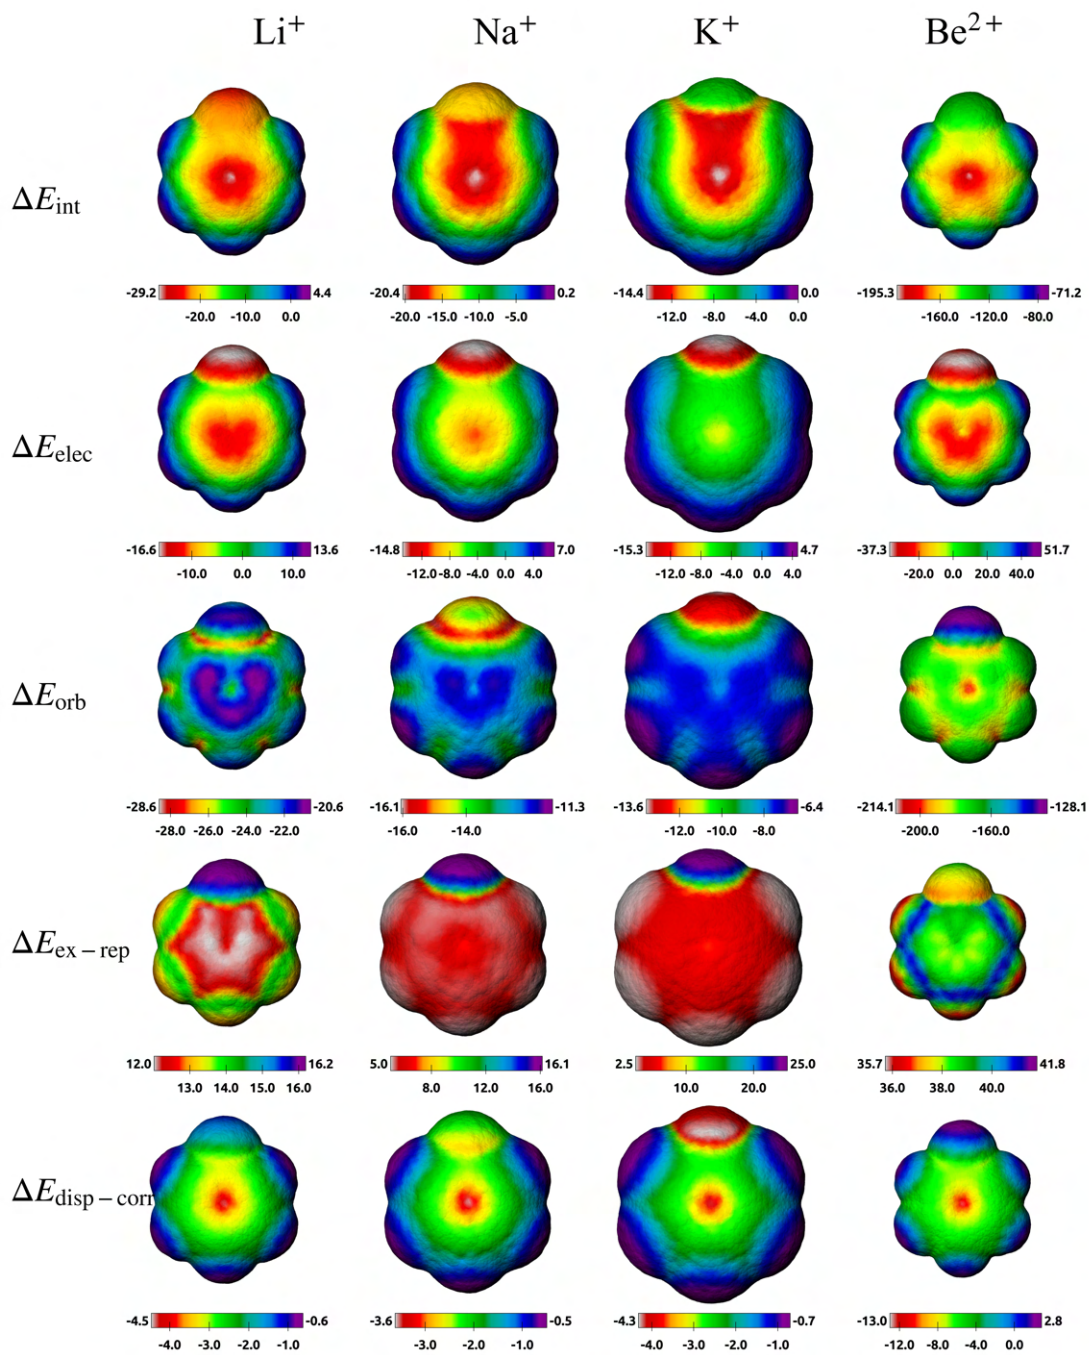 Li⁺ Na⁺ K⁺ Be²⁺
ΔE_int
-29.2 4.4 -20.4 0.2 -14.4 0.0 -195.3 -71.2
-20.0 -10.0 0.0 -20.0 -15.0 -10.0 -5.0 -12.0 -8.0 -4.0 0.0 -160.0 -120.0 -80.0
ΔE_elec
-16.6 13.6 -14.8 7.0 -15.3 4.7 -37.3 51.7
-10.0 0.0 10.0 -12.0 -8.0 -4.0 0.0 4.0 -12.0 -8.0 -4.0 0.0 4.0 -20.0 0.0 20.0 40.0
ΔE_orb
-28.6 -20.6 -16.1 -11.3 -13.6 -6.4 -214.1 -128.1
-28.0 -26.0 -24.0 -22.0 -16.0 -14.0 -12.0 -10.0 -8.0 -200.0 -160.0
ΔE_ex – rep
12.0 16.2 5.0 16.1 2.5 25.0 35.7 41.8
13.0 14.0 15.0 16.0 8.0 12.0 16.0 10.0 20.0 36.0 38.0 40.0
ΔE_disp – corr
-4.5 -0.6 -3.6 -0.5 -4.3 -0.7 -13.0 2.8
-4.0 -3.0 -2.0 -1.0 -3.0 -2.0 -1.0 -4.0 -3.0 -2.0 -1.0 -12.0 -8.0 -4.0 0.0